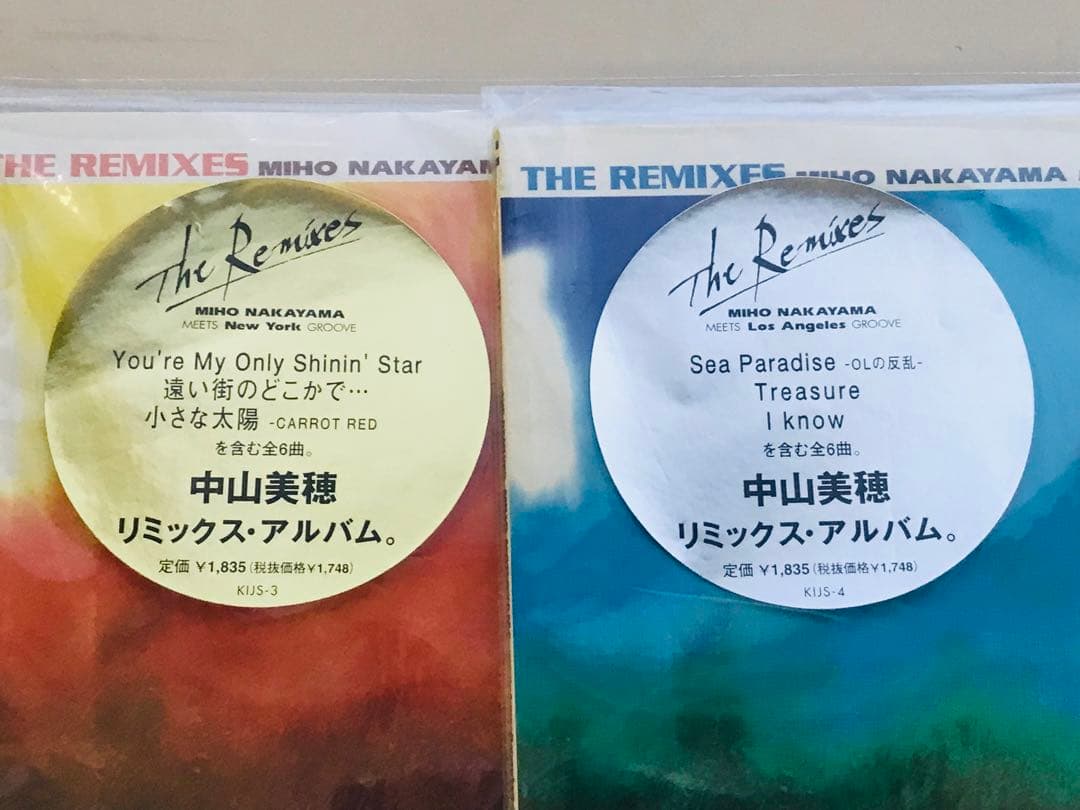 THE REMIXES MIHO NAKAYAM
The Remixes
MIHO NAKAYAMA
MEETS New York GROOVE
You're My Only Shinin' Star
遠い街のどこかで…
小さな太陽 -CARROT RED
を含む全6曲。
中山美穂
リミックス・アルバム。
定価 ¥1,835(税抜価格¥1,748)
KIJS-3
THE REMIXES MIHO NAKAYAMA
The Remixes
MIHO NAKAYAMA
MEETS Los Angeles GROOVE
Sea Paradise -OLの反乱-
Treasure
I know
を含む全6曲。
中山美穂
リミックス・アルバム。
定価 ¥1,835(税抜価格¥1,748)
KIJS-4